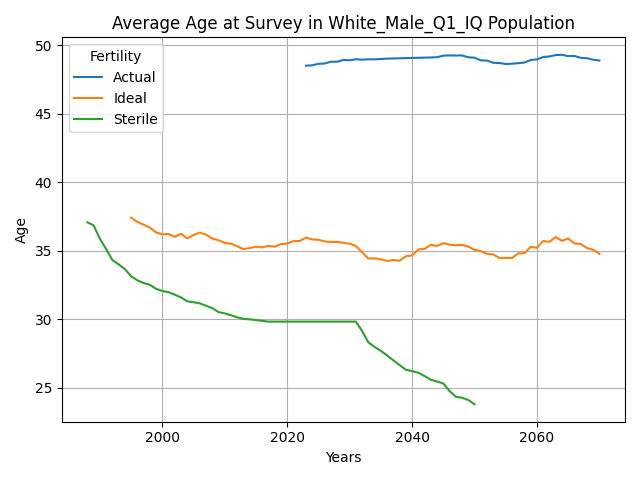 Average Age at Survey in White_Male_Q1_IQ Population
Fertility
Actual
Ideal
Sterile
Age
50
45
40
35
30
25
2000
2020
2040
2060
Years